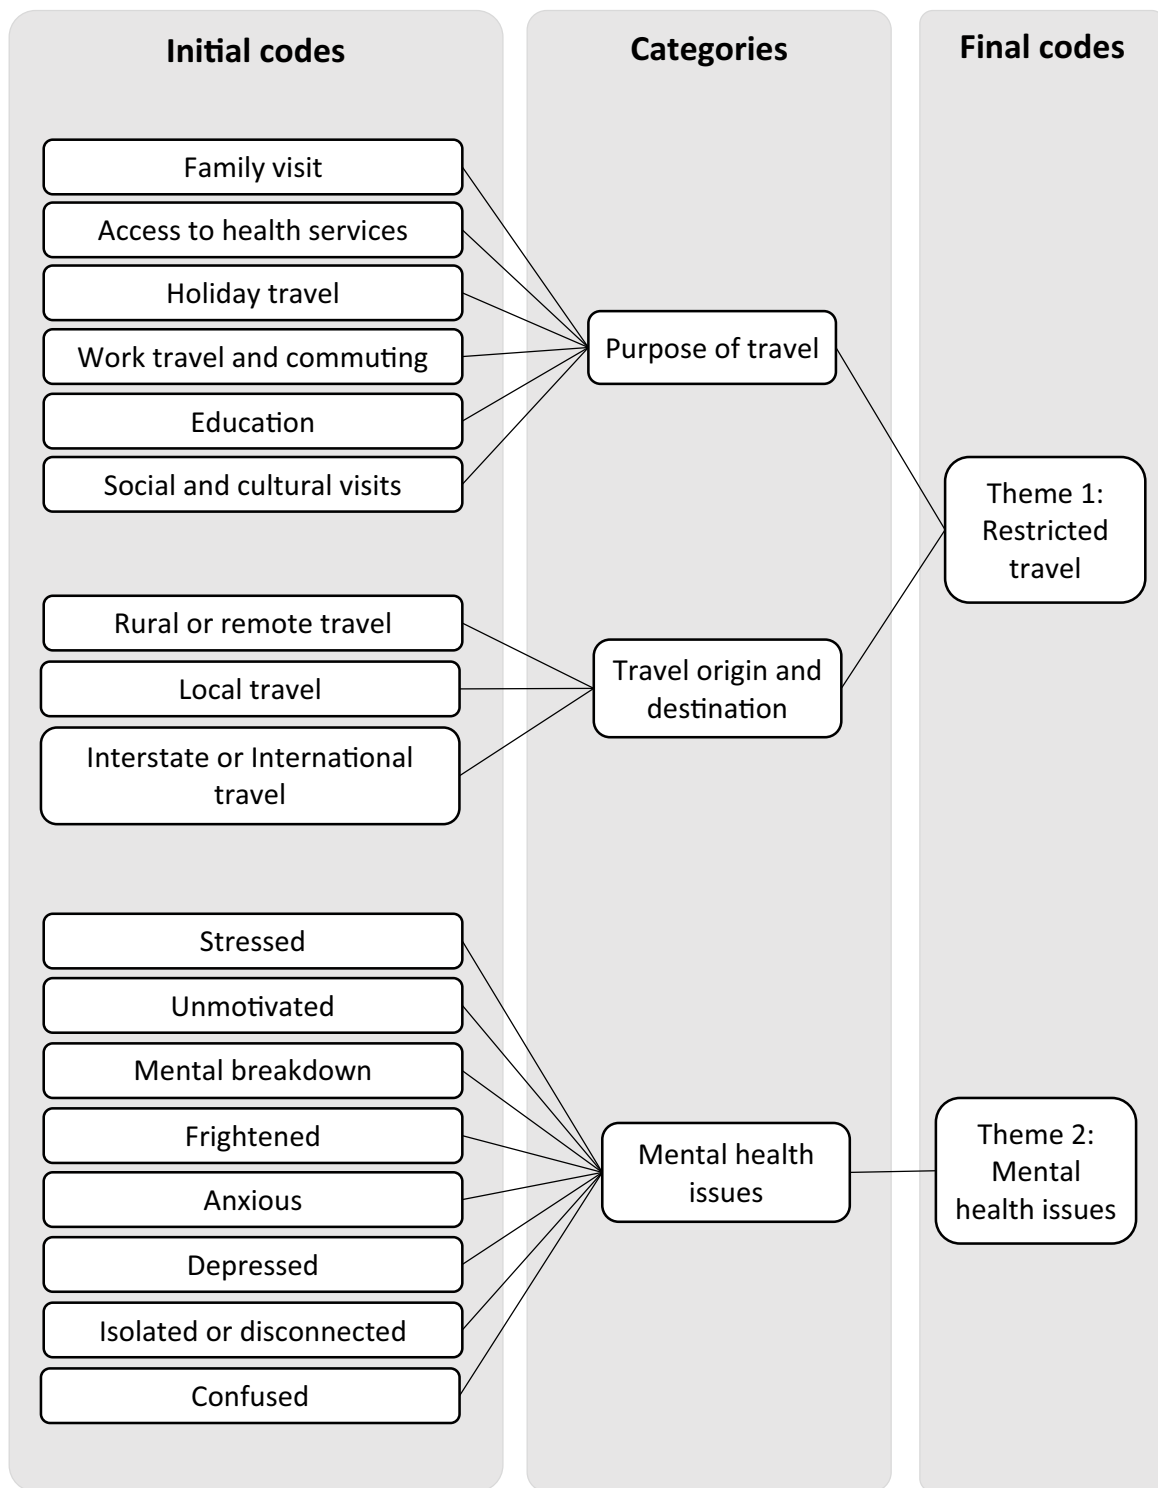 Initial codes
Categories
Final codes
Family visit
Access to health services
Holiday travel
Work travel and commuting
Education
Social and cultural visits
Purpose of travel
Rural or remote travel
Local travel
Interstate or International
travel
Travel origin and
destination
Theme 1:
Restricted
travel
Stressed
Unmotivated
Mental breakdown
Frightened
Anxious
Depressed
Isolated or disconnected
Confused
Mental health
issues
Theme 2:
Mental
health issues